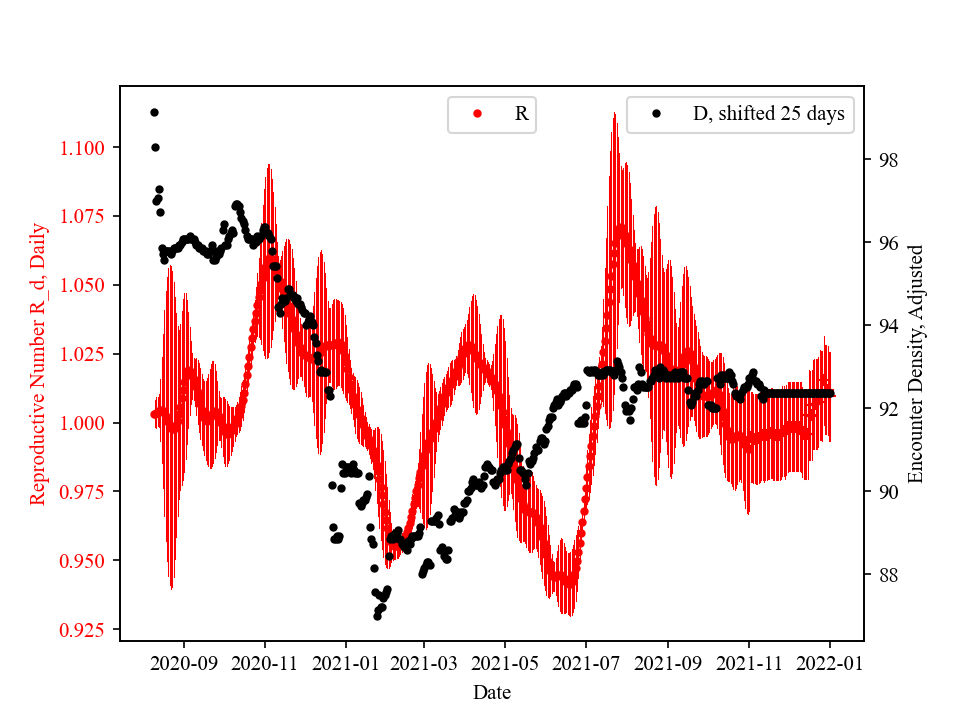 R
D, shifted 25 days
1.100
1.075
1.050
1.025
1.000
0.975
0.950
0.925
Reproductive Number R_d, Daily
98
96
94
92
90
88
Encounter Density, Adjusted
2020-09 2020-11 2021-01 2021-03 2021-05 2021-07 2021-09 2021-11 2022-01
Date